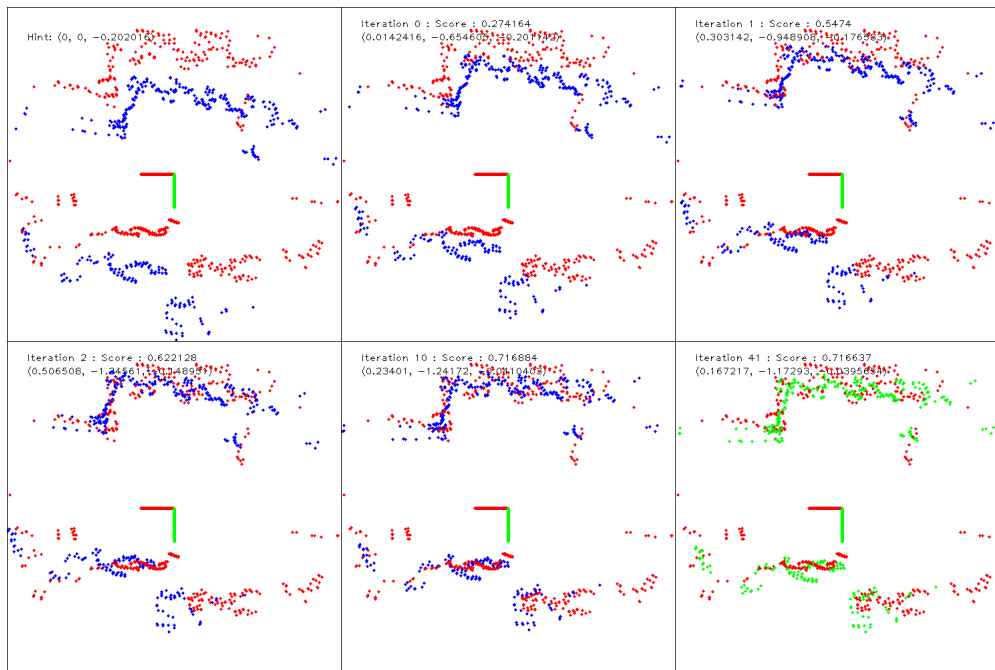 Hint: (0, 0, −0.202016)
Iteration 0 : Score : 0.274164
(0.0142416, −0.654605,
Iteration 1 : Score : 0.5474
(0.303142, −0.948908,
Iteration 2 : Score : 0.622128
(0.506508, −1.24561,
Iteration 10 : Score : 0.716884
(0.23401, −1.24172,
Iteration 41 : Score : 0.716637
(0.167217, −1.17293,